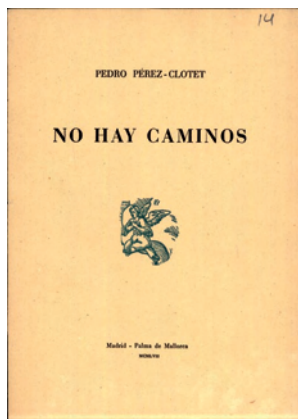 14
PEDRO PÉREZ-CLOTET
NO HAY CAMINOS
Madrid - Palma de Mallorca